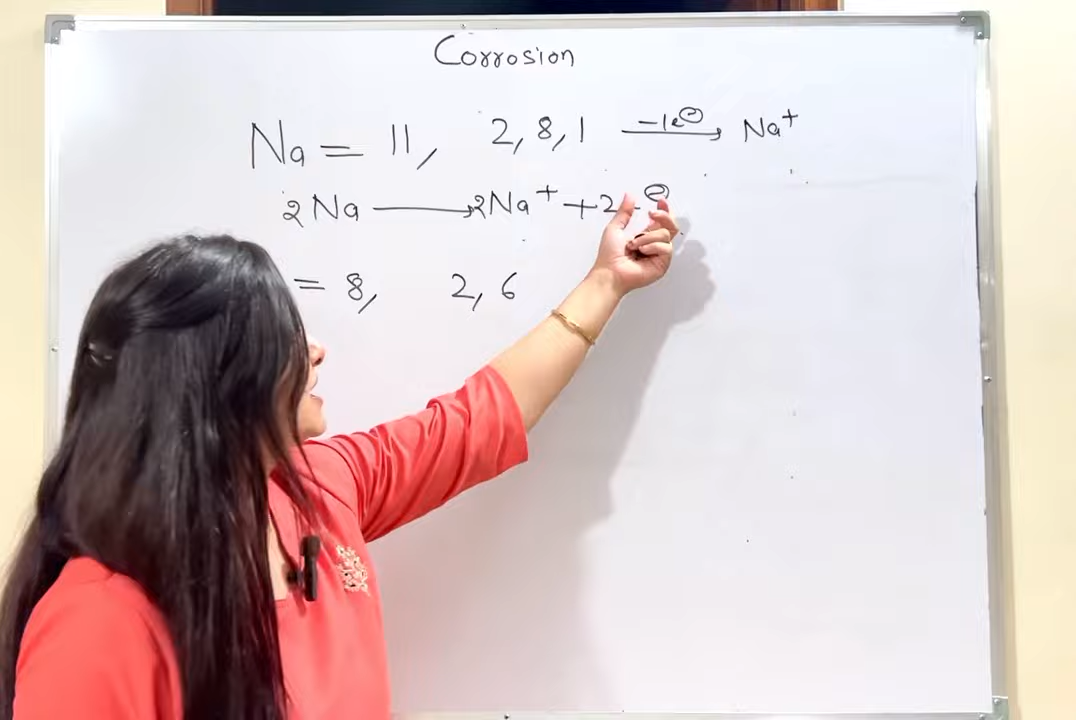 Corrosion
Na = 11, 2, 8, 1 –1e⊖ → Na⁺
2Na → 2Na⁺ + 2 ⊖
= 8, 2, 6